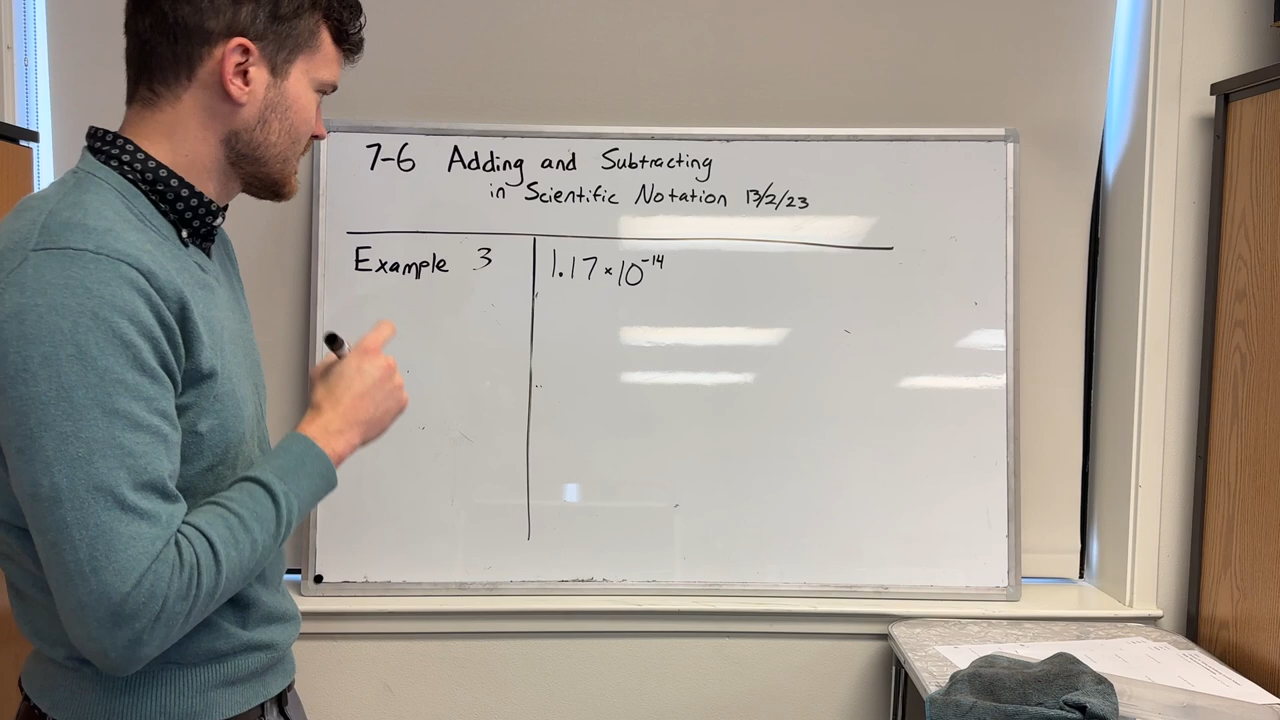 7-6 Adding and Subtracting
in Scientific Notation 13/2/23
Example 3
1.17×10⁻¹⁴